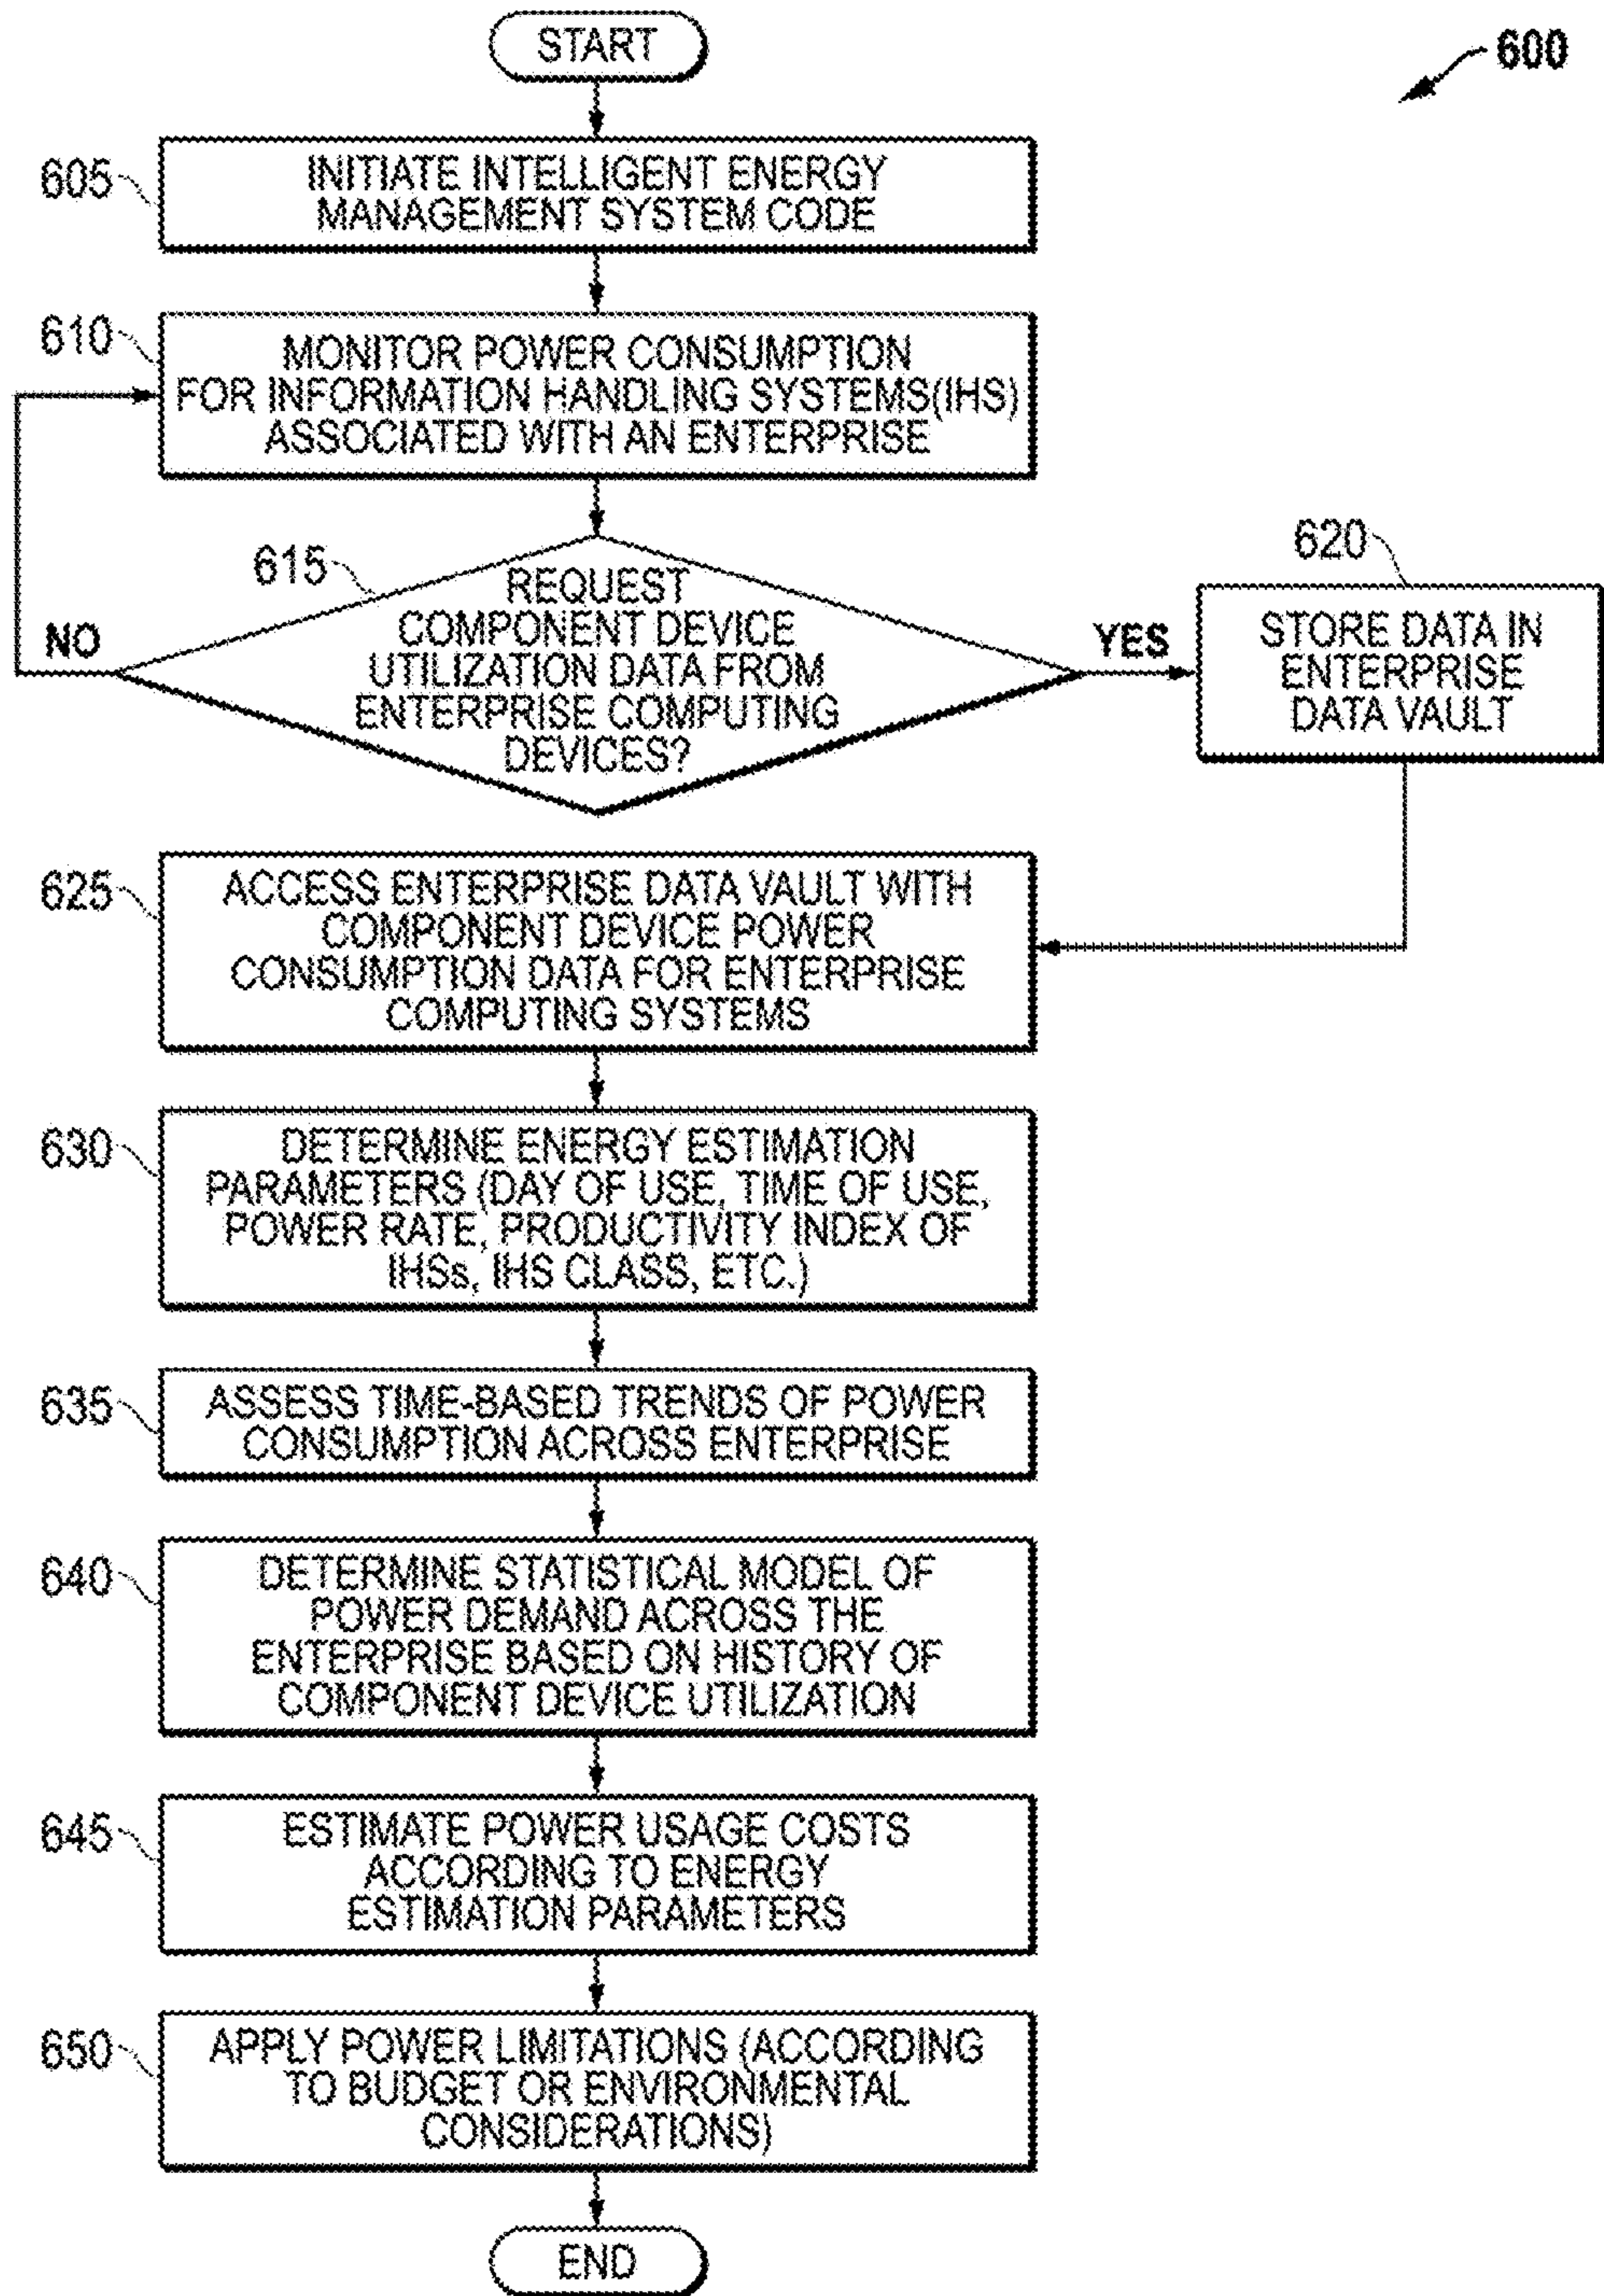 START
600
605
INITIATE INTELLIGENT ENERGY
MANAGEMENT SYSTEM CODE
610
MONITOR POWER CONSUMPTION
FOR INFORMATION HANDLING SYSTEMS(IHS)
ASSOCIATED WITH AN ENTERPRISE
615
REQUEST
COMPONENT DEVICE
UTILIZATION DATA FROM
ENTERPRISE COMPUTING
DEVICES?
NO
YES
620
STORE DATA IN
ENTERPRISE
DATA VAULT
625
ACCESS ENTERPRISE DATA VAULT WITH
COMPONENT DEVICE POWER
CONSUMPTION DATA FOR ENTERPRISE
COMPUTING SYSTEMS
630
DETERMINE ENERGY ESTIMATION
PARAMETERS (DAY OF USE, TIME OF USE,
POWER RATE, PRODUCTIVITY INDEX OF
IHSs, IHS CLASS, ETC.)
635
ASSESS TIME-BASED TRENDS OF POWER
CONSUMPTION ACROSS ENTERPRISE
640
DETERMINE STATISTICAL MODEL OF
POWER DEMAND ACROSS THE
ENTERPRISE BASED ON HISTORY OF
COMPONENT DEVICE UTILIZATION
645
ESTIMATE POWER USAGE COSTS
ACCORDING TO ENERGY
ESTIMATION PARAMETERS
650
APPLY POWER LIMITATIONS (ACCORDING
TO BUDGET OR ENVIRONMENTAL
CONSIDERATIONS)
END